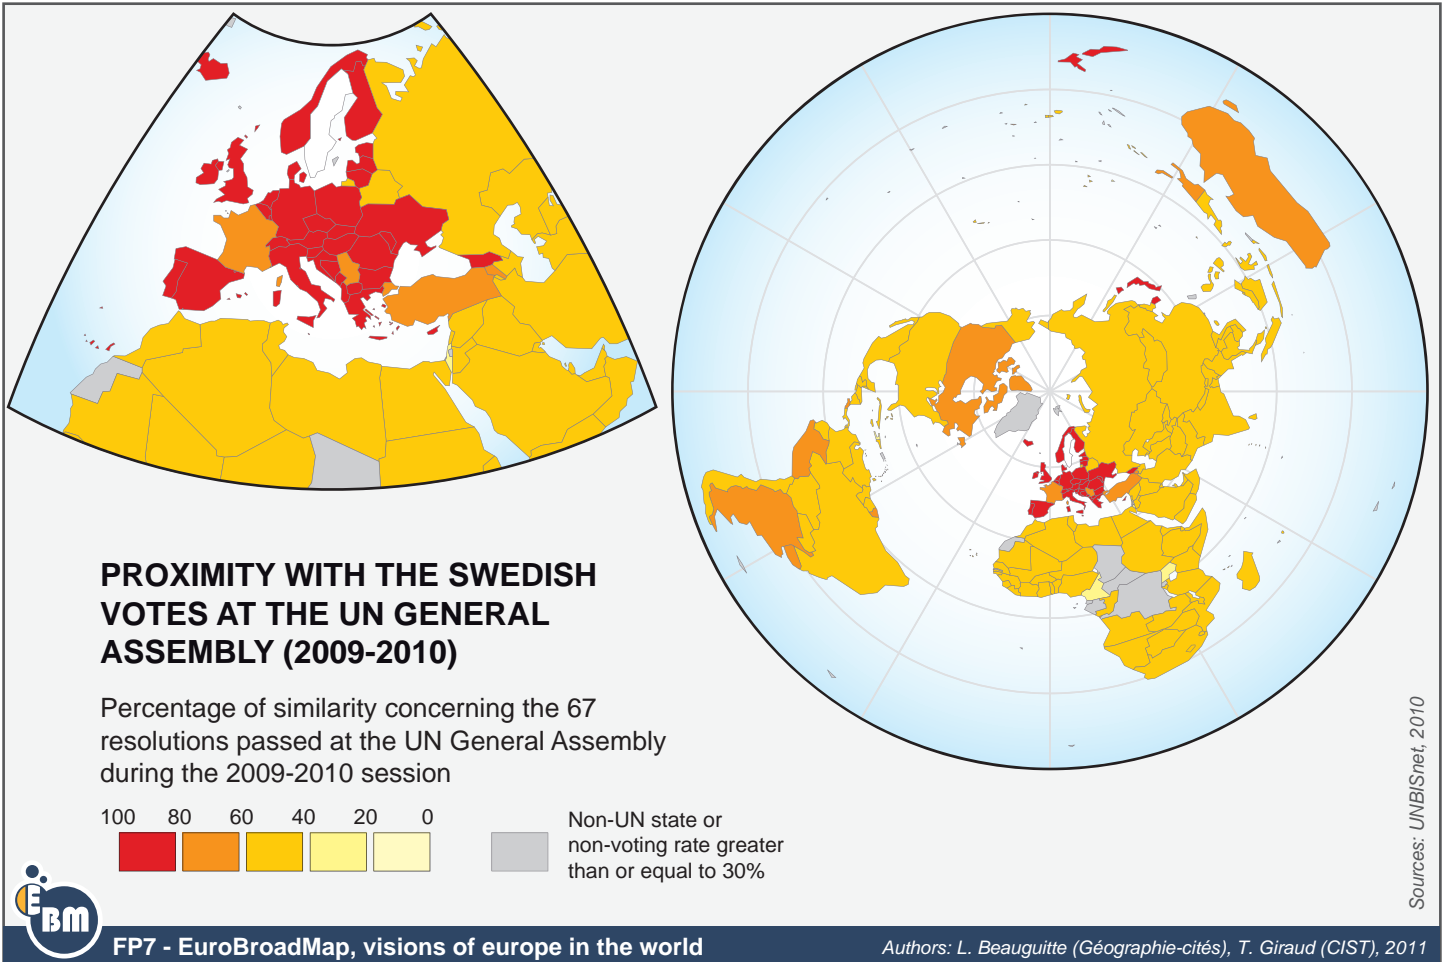 PROXIMITY WITH THE SWEDISH
VOTES AT THE UN GENERAL
ASSEMBLY (2009-2010)
Percentage of similarity concerning the 67
resolutions passed at the UN General Assembly
during the 2009-2010 session
100 80 60 40 20 0
Non-UN state or
non-voting rate greater
than or equal to 30%
Sources: UNBISnet, 2010
EBM
FP7 - EuroBroadMap, visions of europe in the world
Authors: L. Beauguitte (Géographie-cités), T. Giraud (CIST), 2011